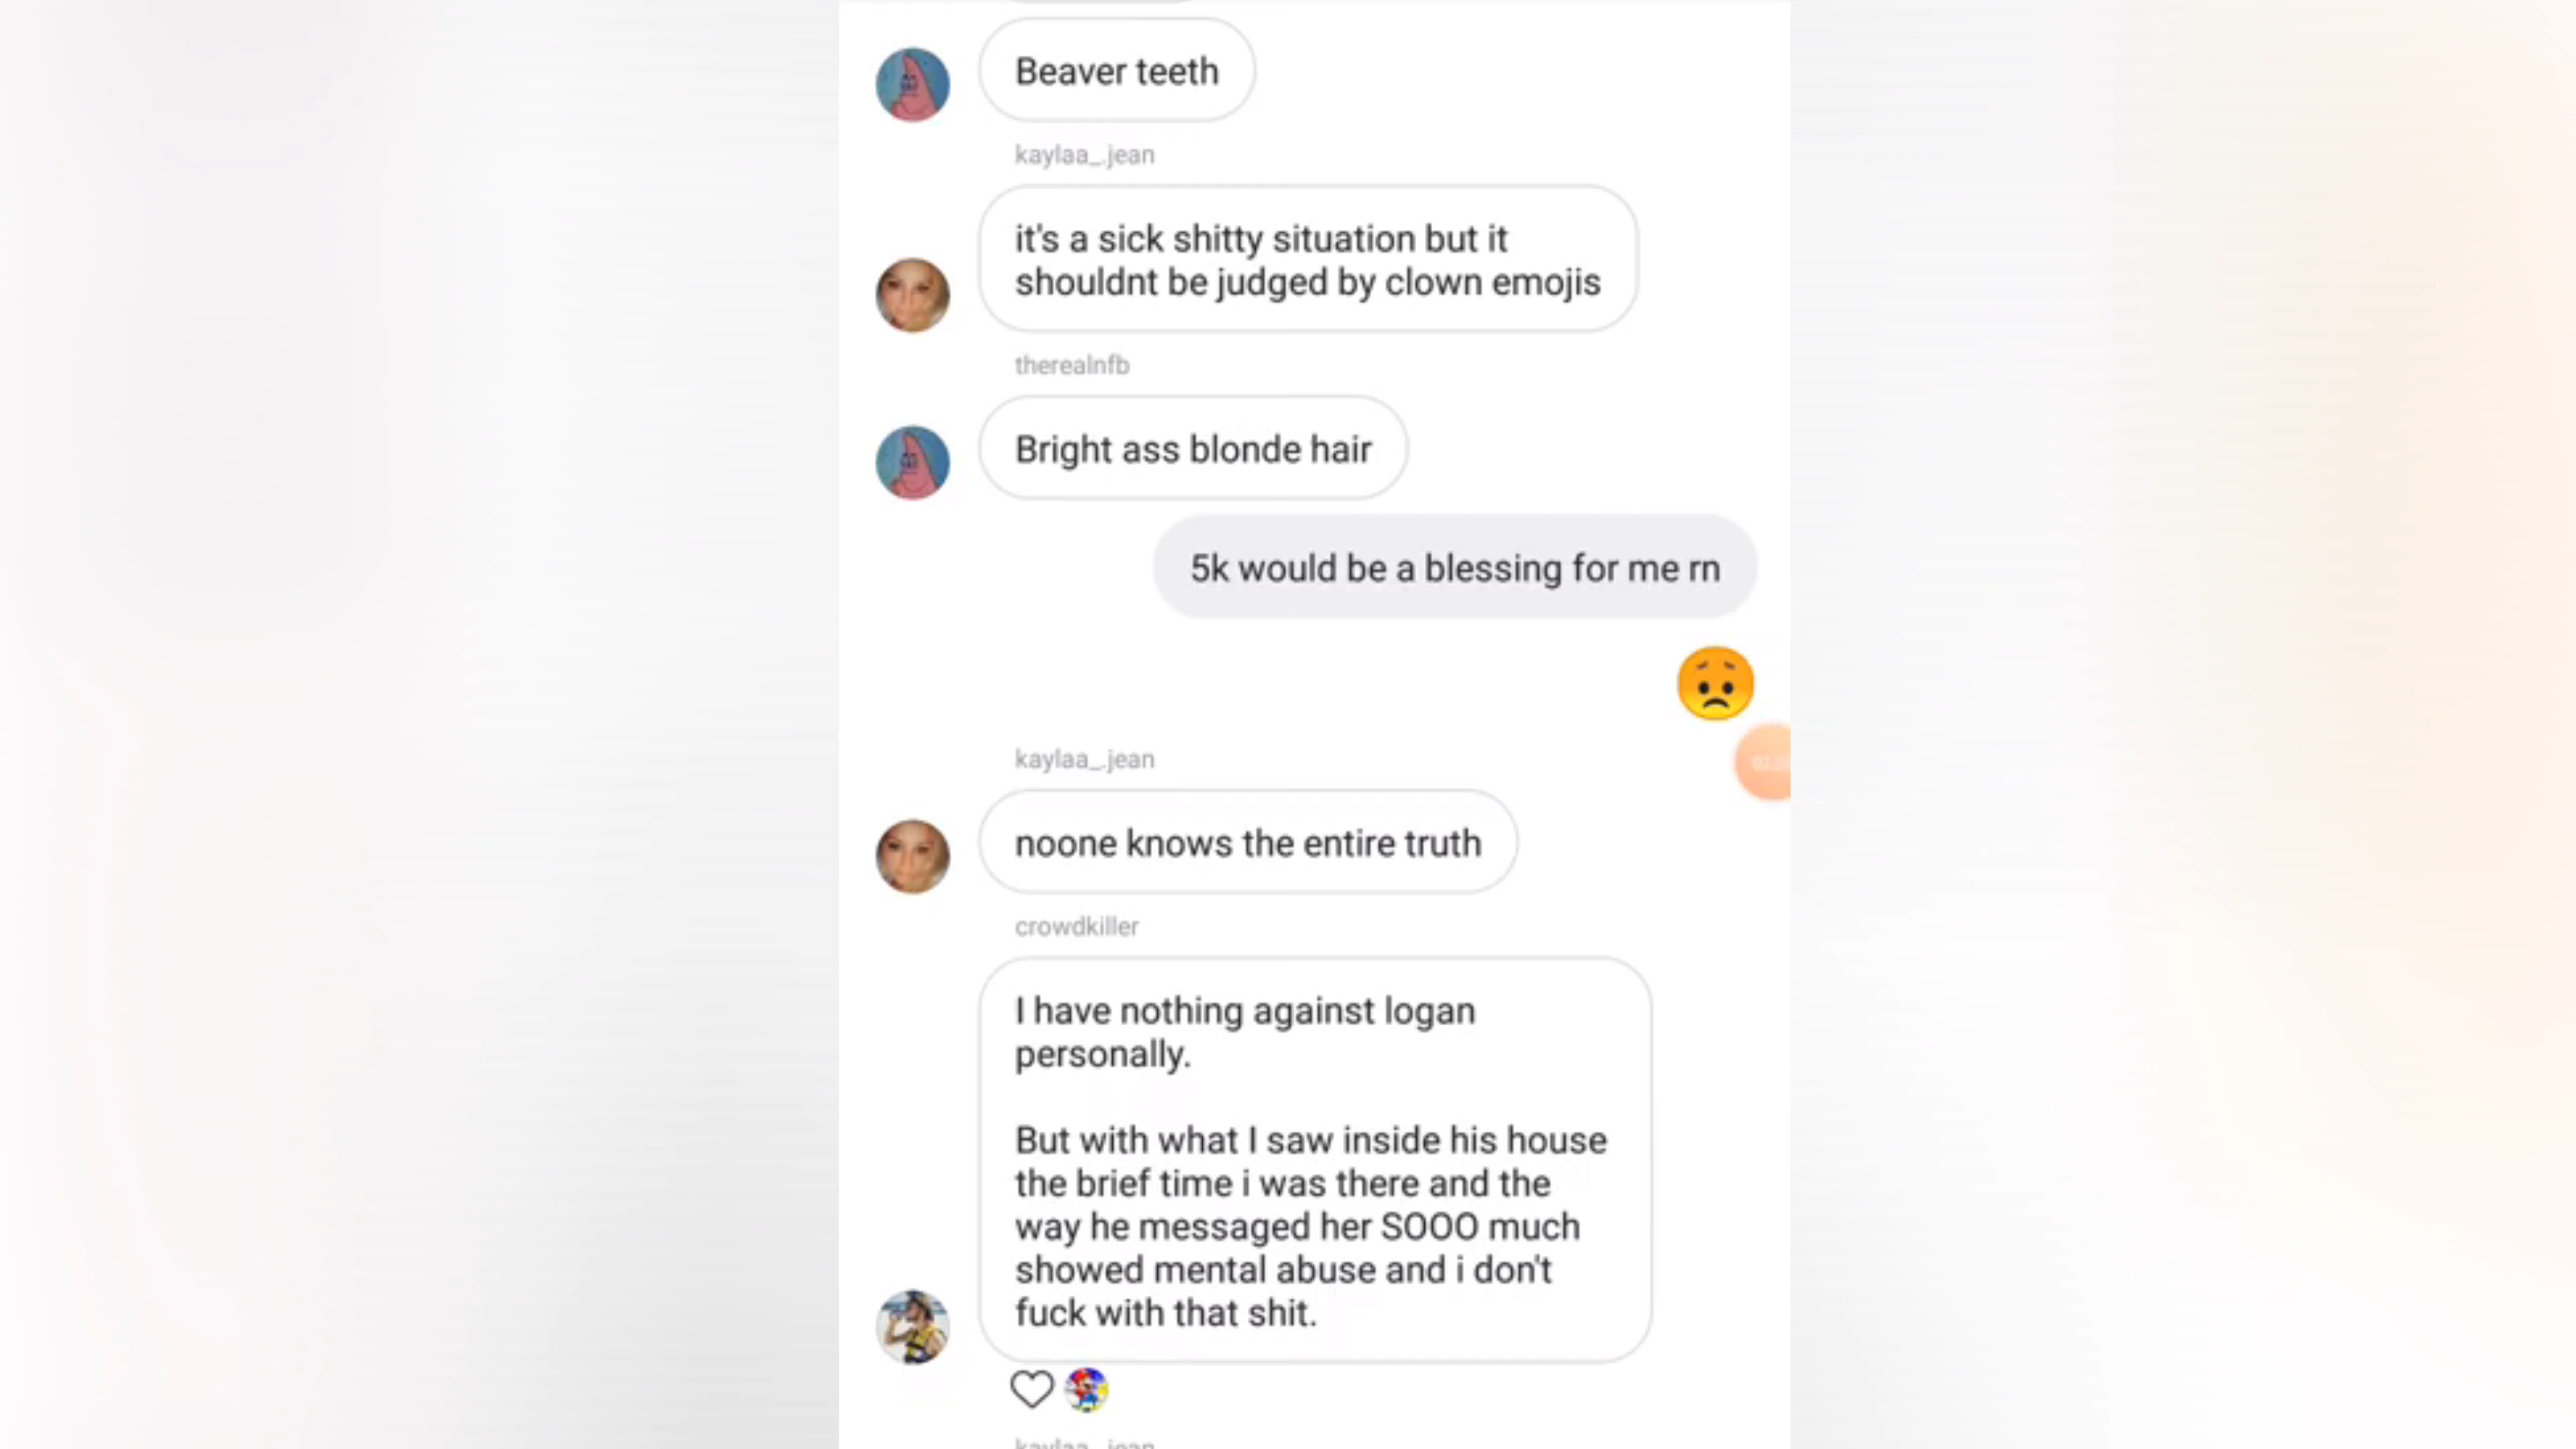 Beaver teeth
kaylaa_.jean
it's a sick shitty situation but it
shouldnt be judged by clown emojis
therealnfb
Bright ass blonde hair
5k would be a blessing for me rn
kaylaa_.jean
noone knows the entire truth
crowdkiller
I have nothing against logan
personally.
But with what I saw inside his house
the brief time i was there and the
way he messaged her SOOO much
showed mental abuse and i don't
fuck with that shit.
kaylaa_.jean